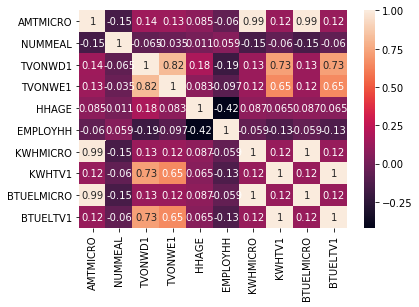 AMTMICRO 1 -0.15 0.14 0.13 0.085 -0.06 0.99 0.12 0.99 0.12
NUMMEAL -0.15 1 -0.065 0.035 0.011 0.059 -0.15 -0.06 -0.15 -0.06
TVONWD1 0.14 -0.065 1 0.82 0.18 -0.19 0.13 0.73 0.13 0.73
TVONWE1 0.13 -0.035 0.82 1 0.083 -0.097 0.12 0.65 0.12 0.65
HHAGE -0.085 0.011 0.18 0.083 1 -0.42 0.087 0.065 0.087 0.065
EMPLOYHH -0.06 0.059 -0.19 -0.097 -0.42 1 -0.059 -0.13 -0.059 -0.13
KWHMICRO 0.99 -0.15 0.13 0.12 0.087 -0.059 1 0.12 1 0.12
KWHTV1 0.12 -0.06 0.73 0.65 0.065 -0.13 0.12 1 0.12 1
BTUELMICRO 0.99 -0.15 0.13 0.12 0.087 -0.059 1 0.12 1 0.12
BTUELTV1 0.12 -0.06 0.73 0.65 0.065 -0.13 0.12 1 0.12 1
AMTMICRO
NUMMEAL
TVONWD1
TVONWE1
HHAGE
EMPLOYHH
KWHMICRO
KWHTV1
BTUELMICRO
BTUELTV1
1.00
0.75
0.50
0.25
0.00
−0.25